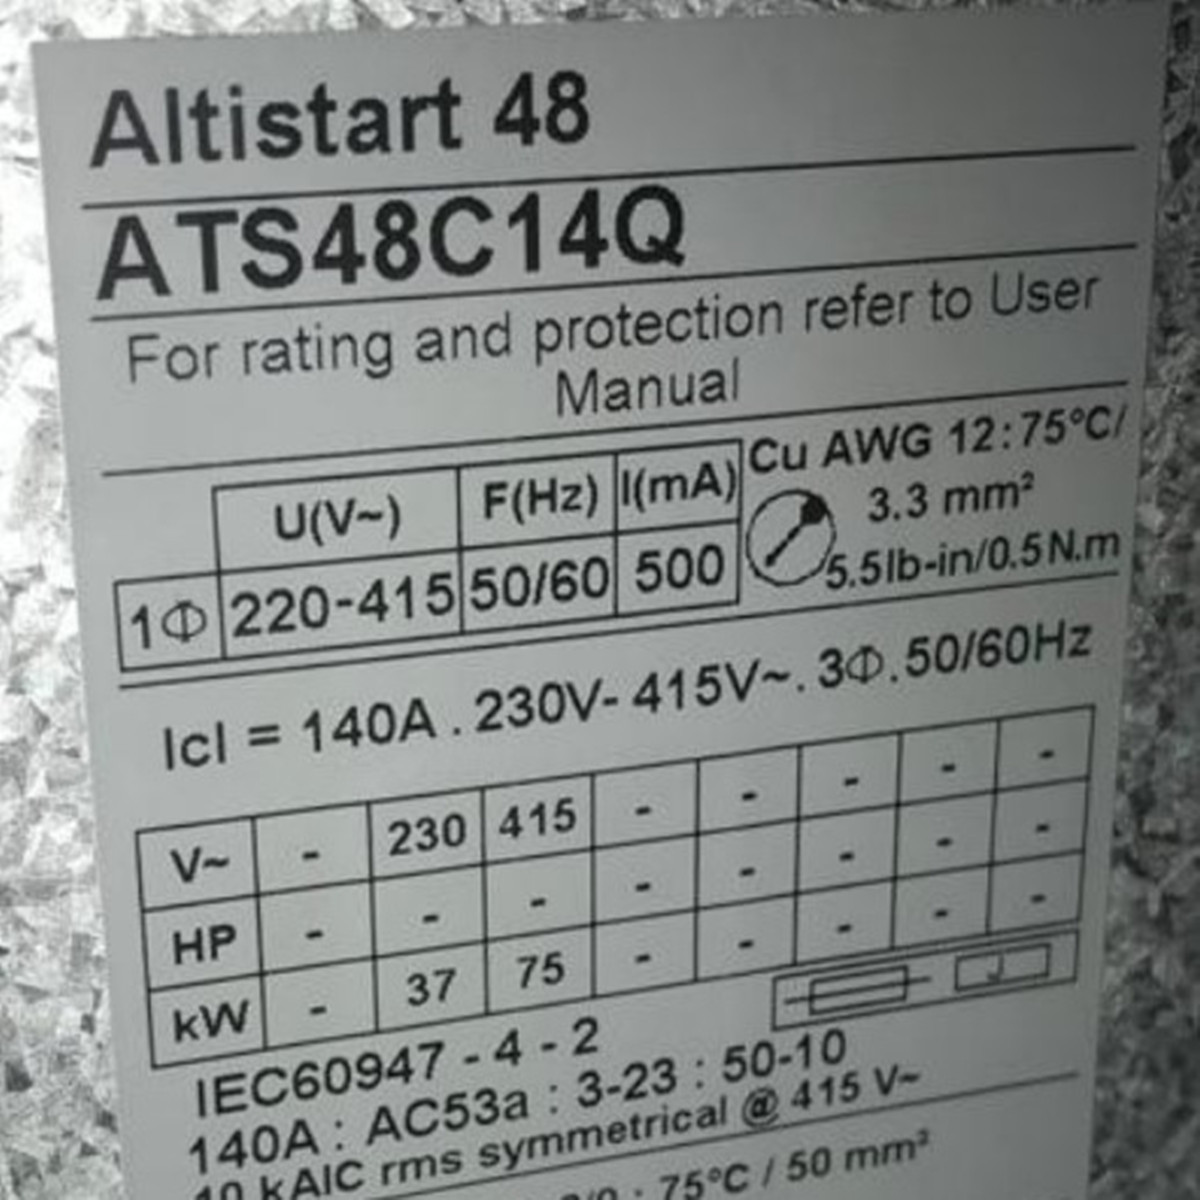 Altistart 48
ATS48C14Q
For rating and protection refer to User
Manual
U(V~) F(Hz) I(mA)
1Φ 220-415 50/60 500
Cu AWG 12:75°C/
3.3 mm²
5.5lb-in/0.5N.m
Icl = 140A . 230V- 415V~. 3Φ. 50/60Hz
V~ - 230 415 - - - - -
HP - - - - - - - -
kW - 37 75 - - - - -
J
IEC60947 - 4 - 2
140A : AC53a : 3-23 : 50-10
10 kAIC rms symmetrical @ 415 V~
: 75°C / 50 mm²